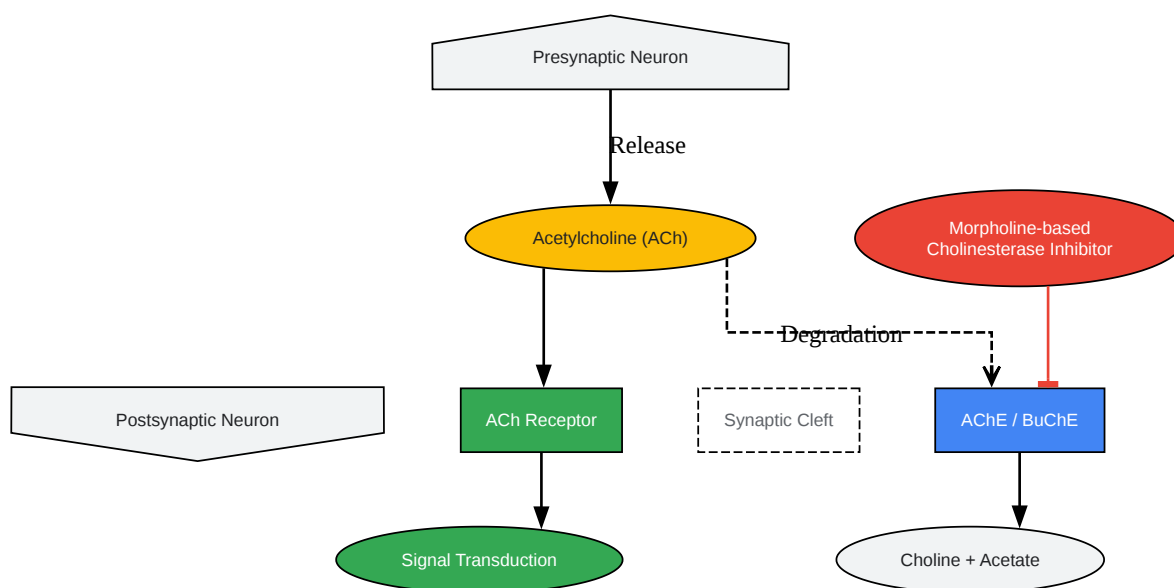 Presynaptic Neuron
Release
Acetylcholine (ACh)
Morpholine-based
Cholinesterase Inhibitor
Degradation
Postsynaptic Neuron
ACh Receptor
Synaptic Cleft
AChE / BuChE
Signal Transduction
Choline + Acetate